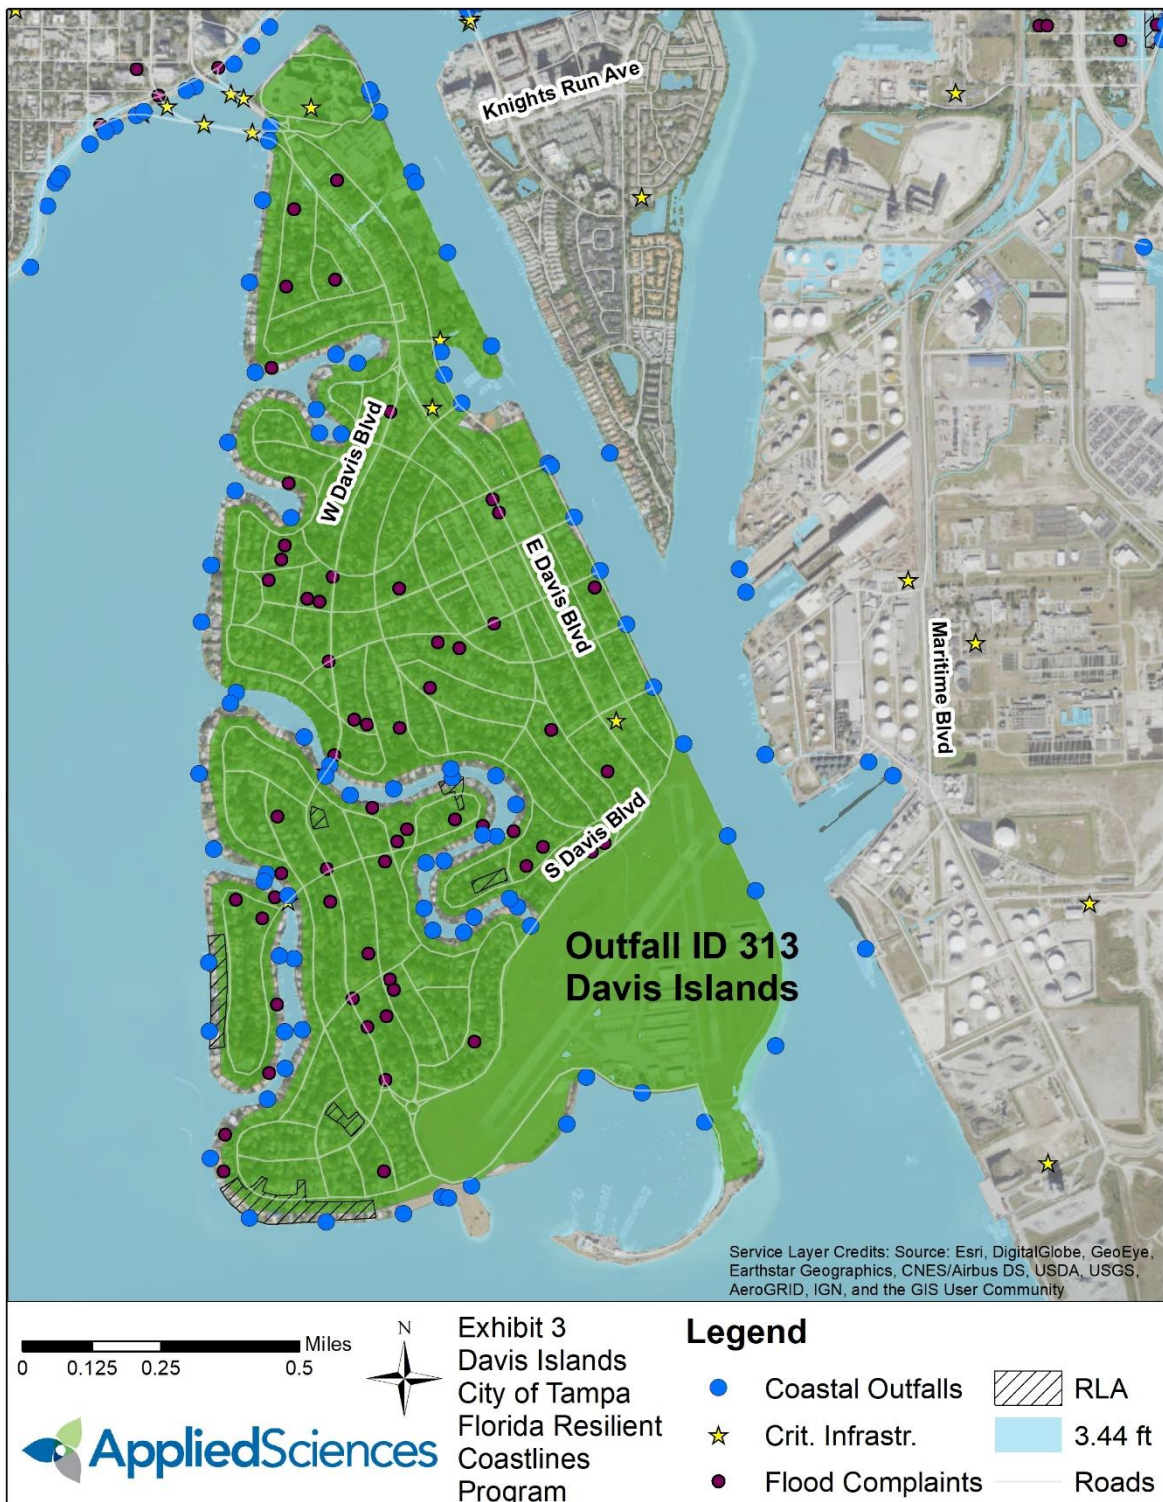 Knights Run Ave
W Davis Blvd
E Davis Blvd
Maritime Blvd
S Davis Blvd
Outfall ID 313
Davis Islands
Service Layer Credits: Source: Esri, DigitalGlobe, GeoEye,
Earthstar Geographics, CNES/Airbus DS, USDA, USGS,
AeroGRID, IGN, and the GIS User Community
Miles
0 0.125 0.25 0.5
N
AppliedSciences
Exhibit 3
Davis Islands
City of Tampa
Florida Resilient
Coastlines
Program
Legend
Coastal Outfalls
Crit. Infrastr.
Flood Complaints
RLA
3.44 ft
Roads